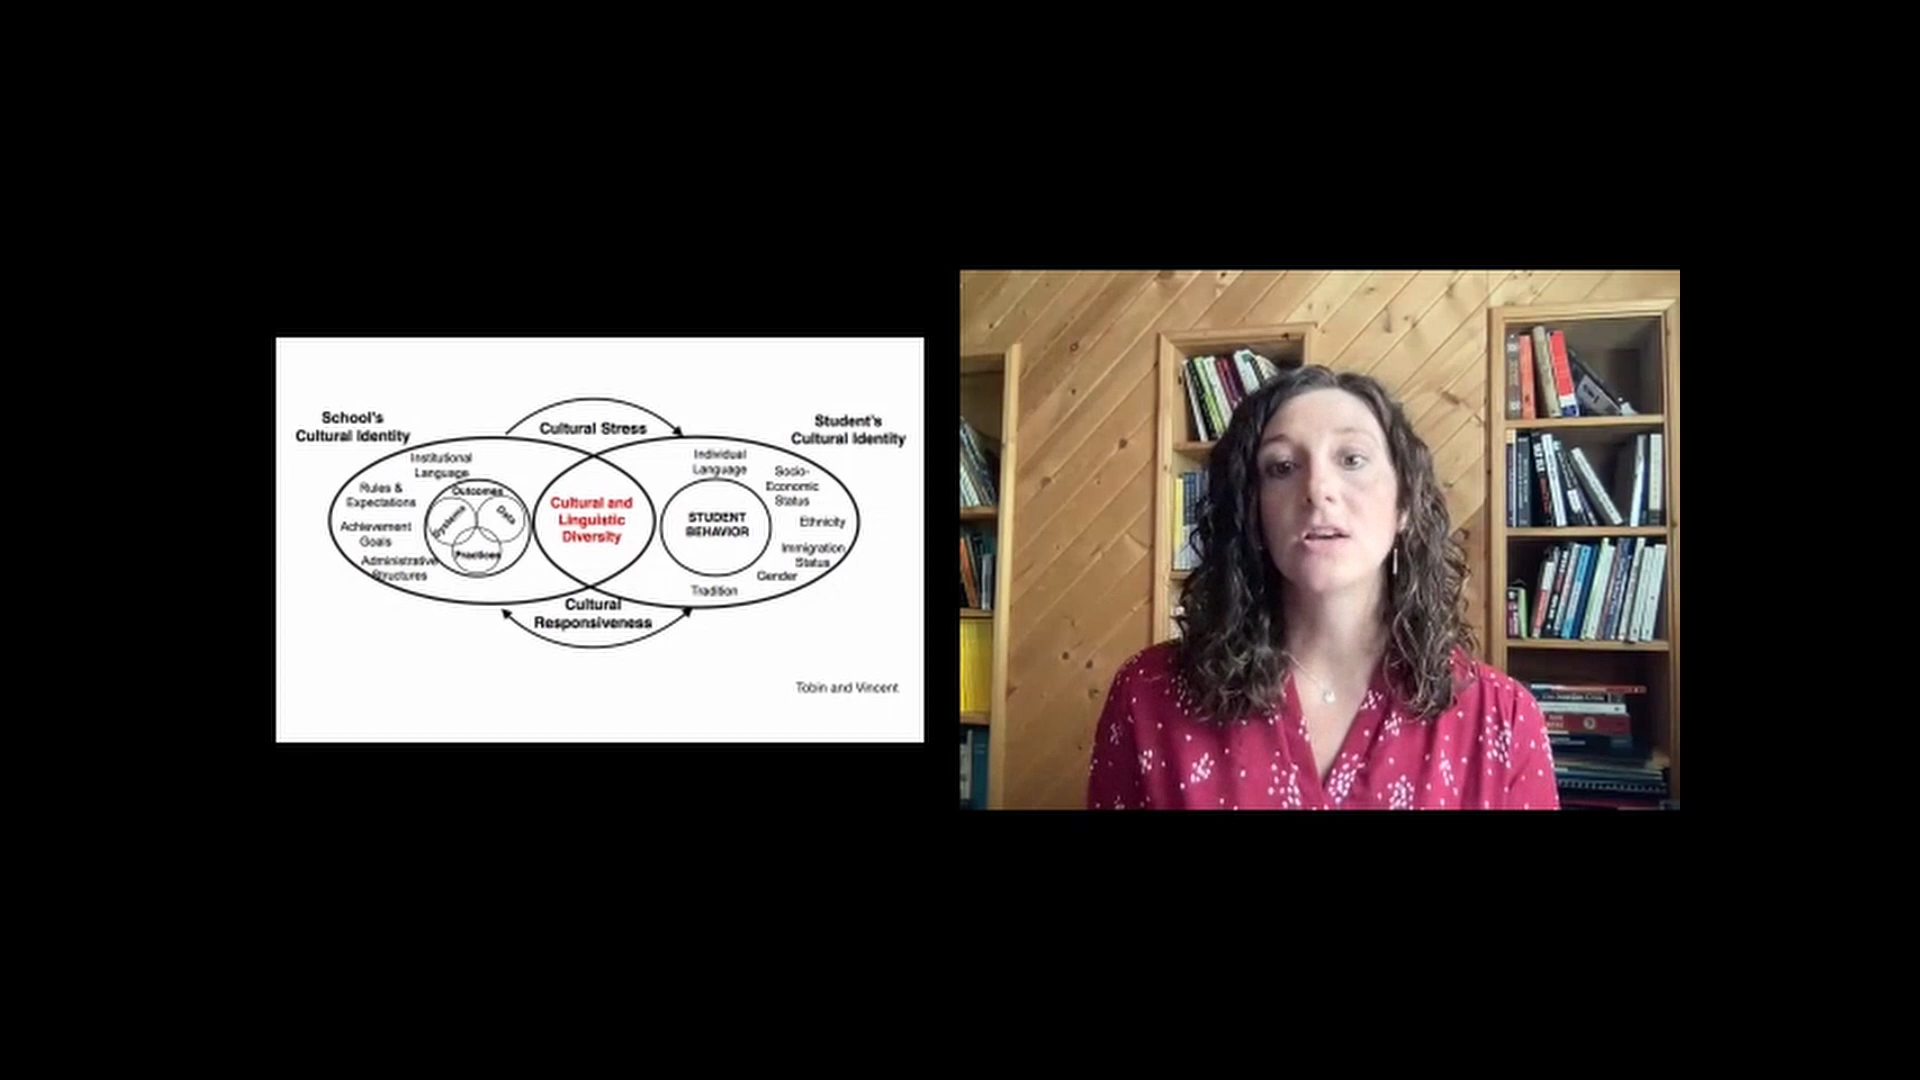 School's
Cultural Identity
Cultural Stress
Student's
Cultural Identity
Institutional
Language
Rules &
Expectations
Achievement
Goals
Administrative
Structures
Outcomes
Systems
Data
Practices
Cultural and
Linguistic
Diversity
Individual
Language
Socio-
Economic
Status
STUDENT
BEHAVIOR
Ethnicity
Immigration
Status
Gender
Tradition
Cultural
Responsiveness
Tobin and Vincent